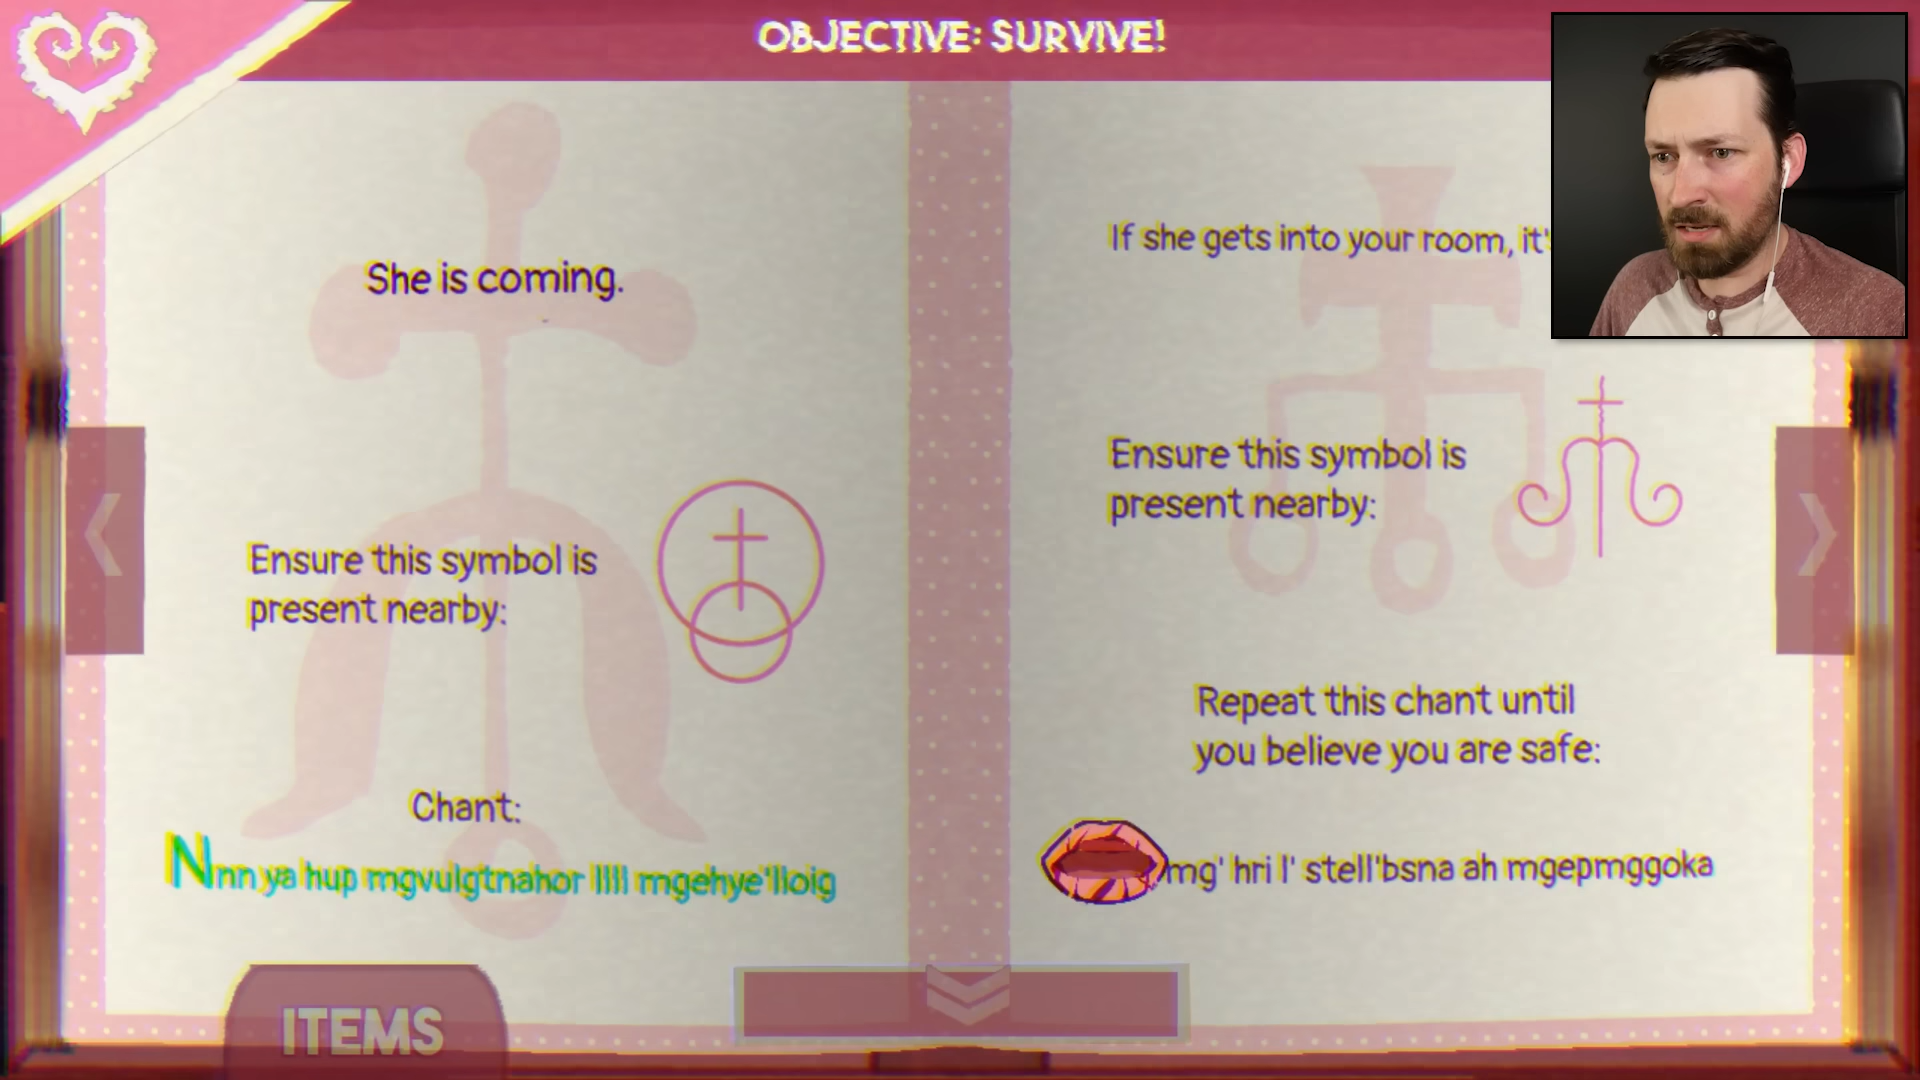 OBJECTIVE: SURVIVE!
She is coming.
Ensure this symbol is
present nearby:
Chant:
Nnn ya hup mgvulgtnahor llll mgehye'lloig
If she gets into your room, it'
Ensure this symbol is
present nearby:
Repeat this chant until
you believe you are safe:
mg' hri l' stell'bsna ah mgepmggoka
ITEMS